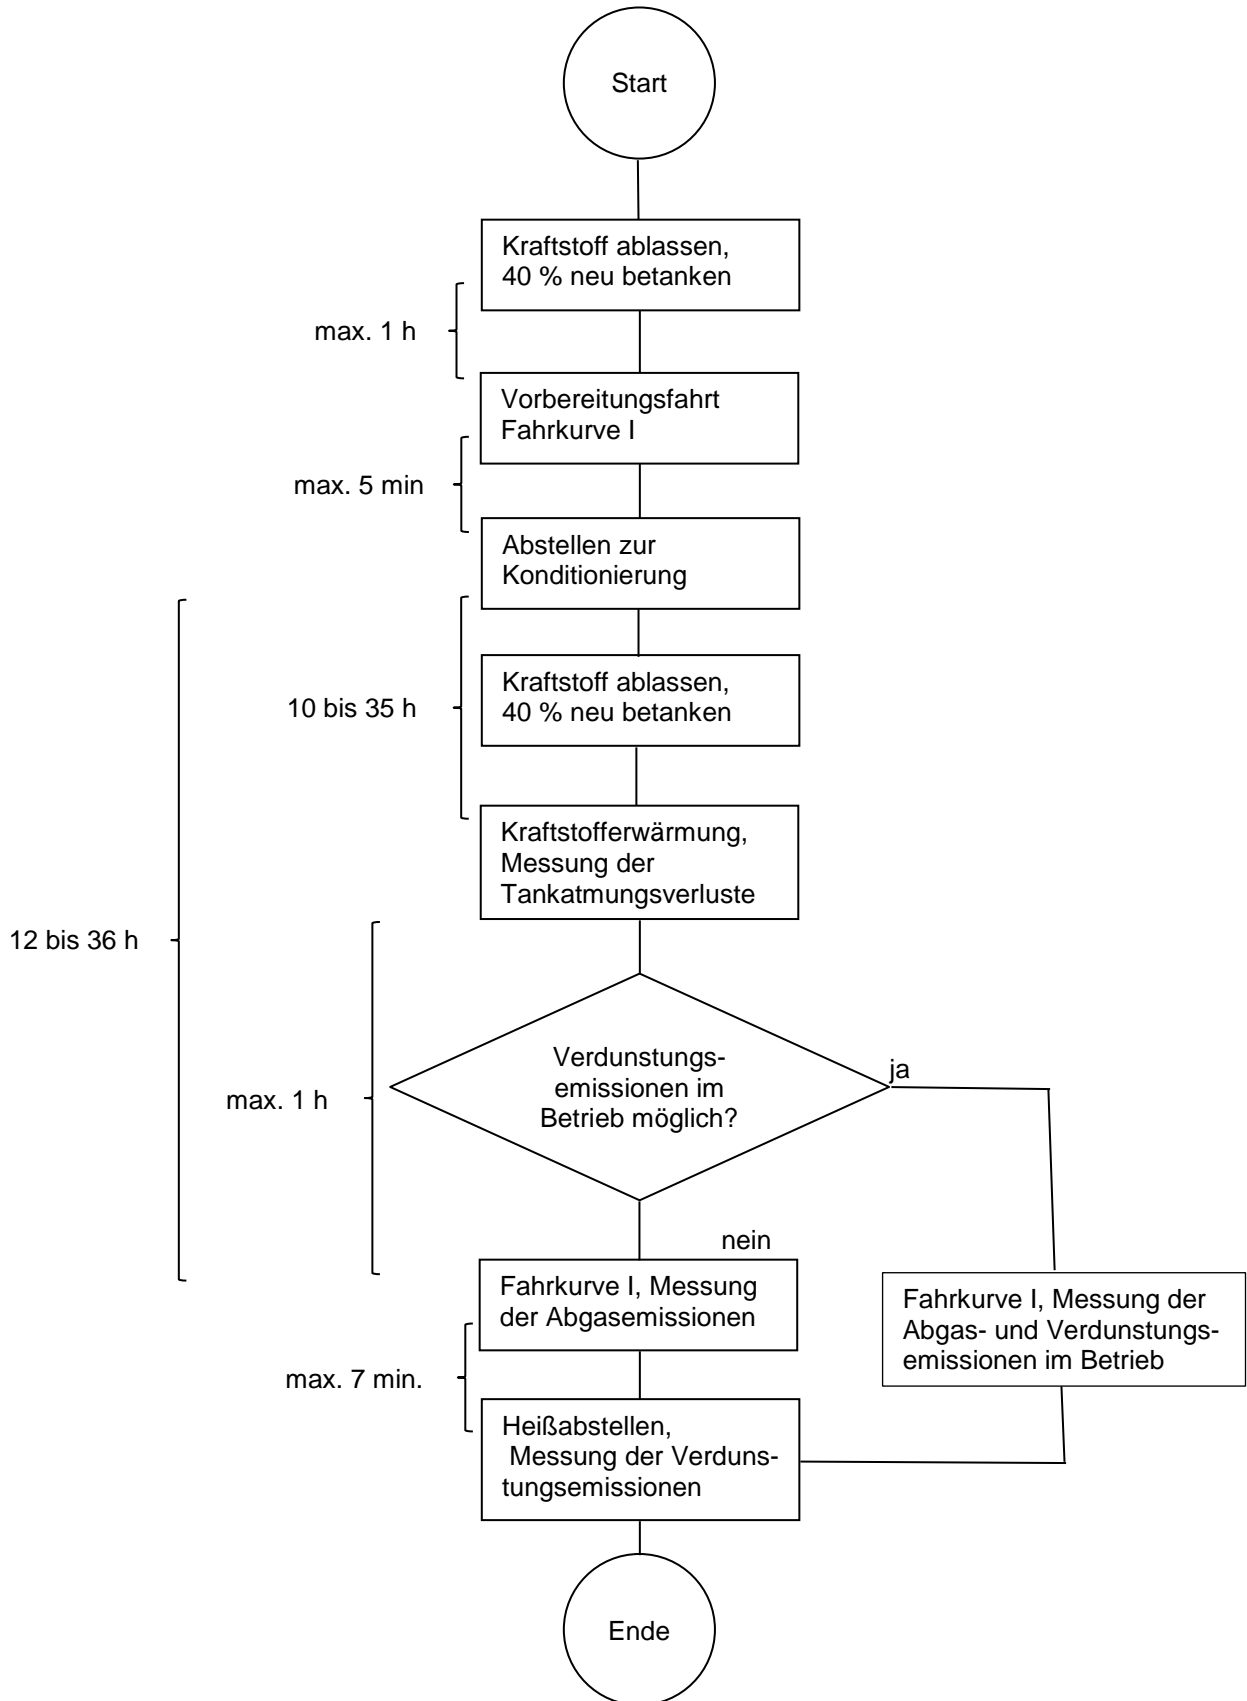 Start
Kraftstoff ablassen,
40 % neu betanken
max. 1 h
Vorbereitungsfahrt
Fahrkurve I
max. 5 min
Abstellen zur
Konditionierung
10 bis 35 h
Kraftstoff ablassen,
40 % neu betanken
Kraftstofferwärmung,
Messung der
Tankatmungsverluste
12 bis 36 h
max. 1 h
Verdunstungs-
emissionen im
Betrieb möglich?
ja
nein
Fahrkurve I, Messung
der Abgasemissionen
Fahrkurve I, Messung der
Abgas- und Verdunstungs-
emissionen im Betrieb
max. 7 min.
Heißabstellen,
Messung der Verduns-
tungsemissionen
Ende